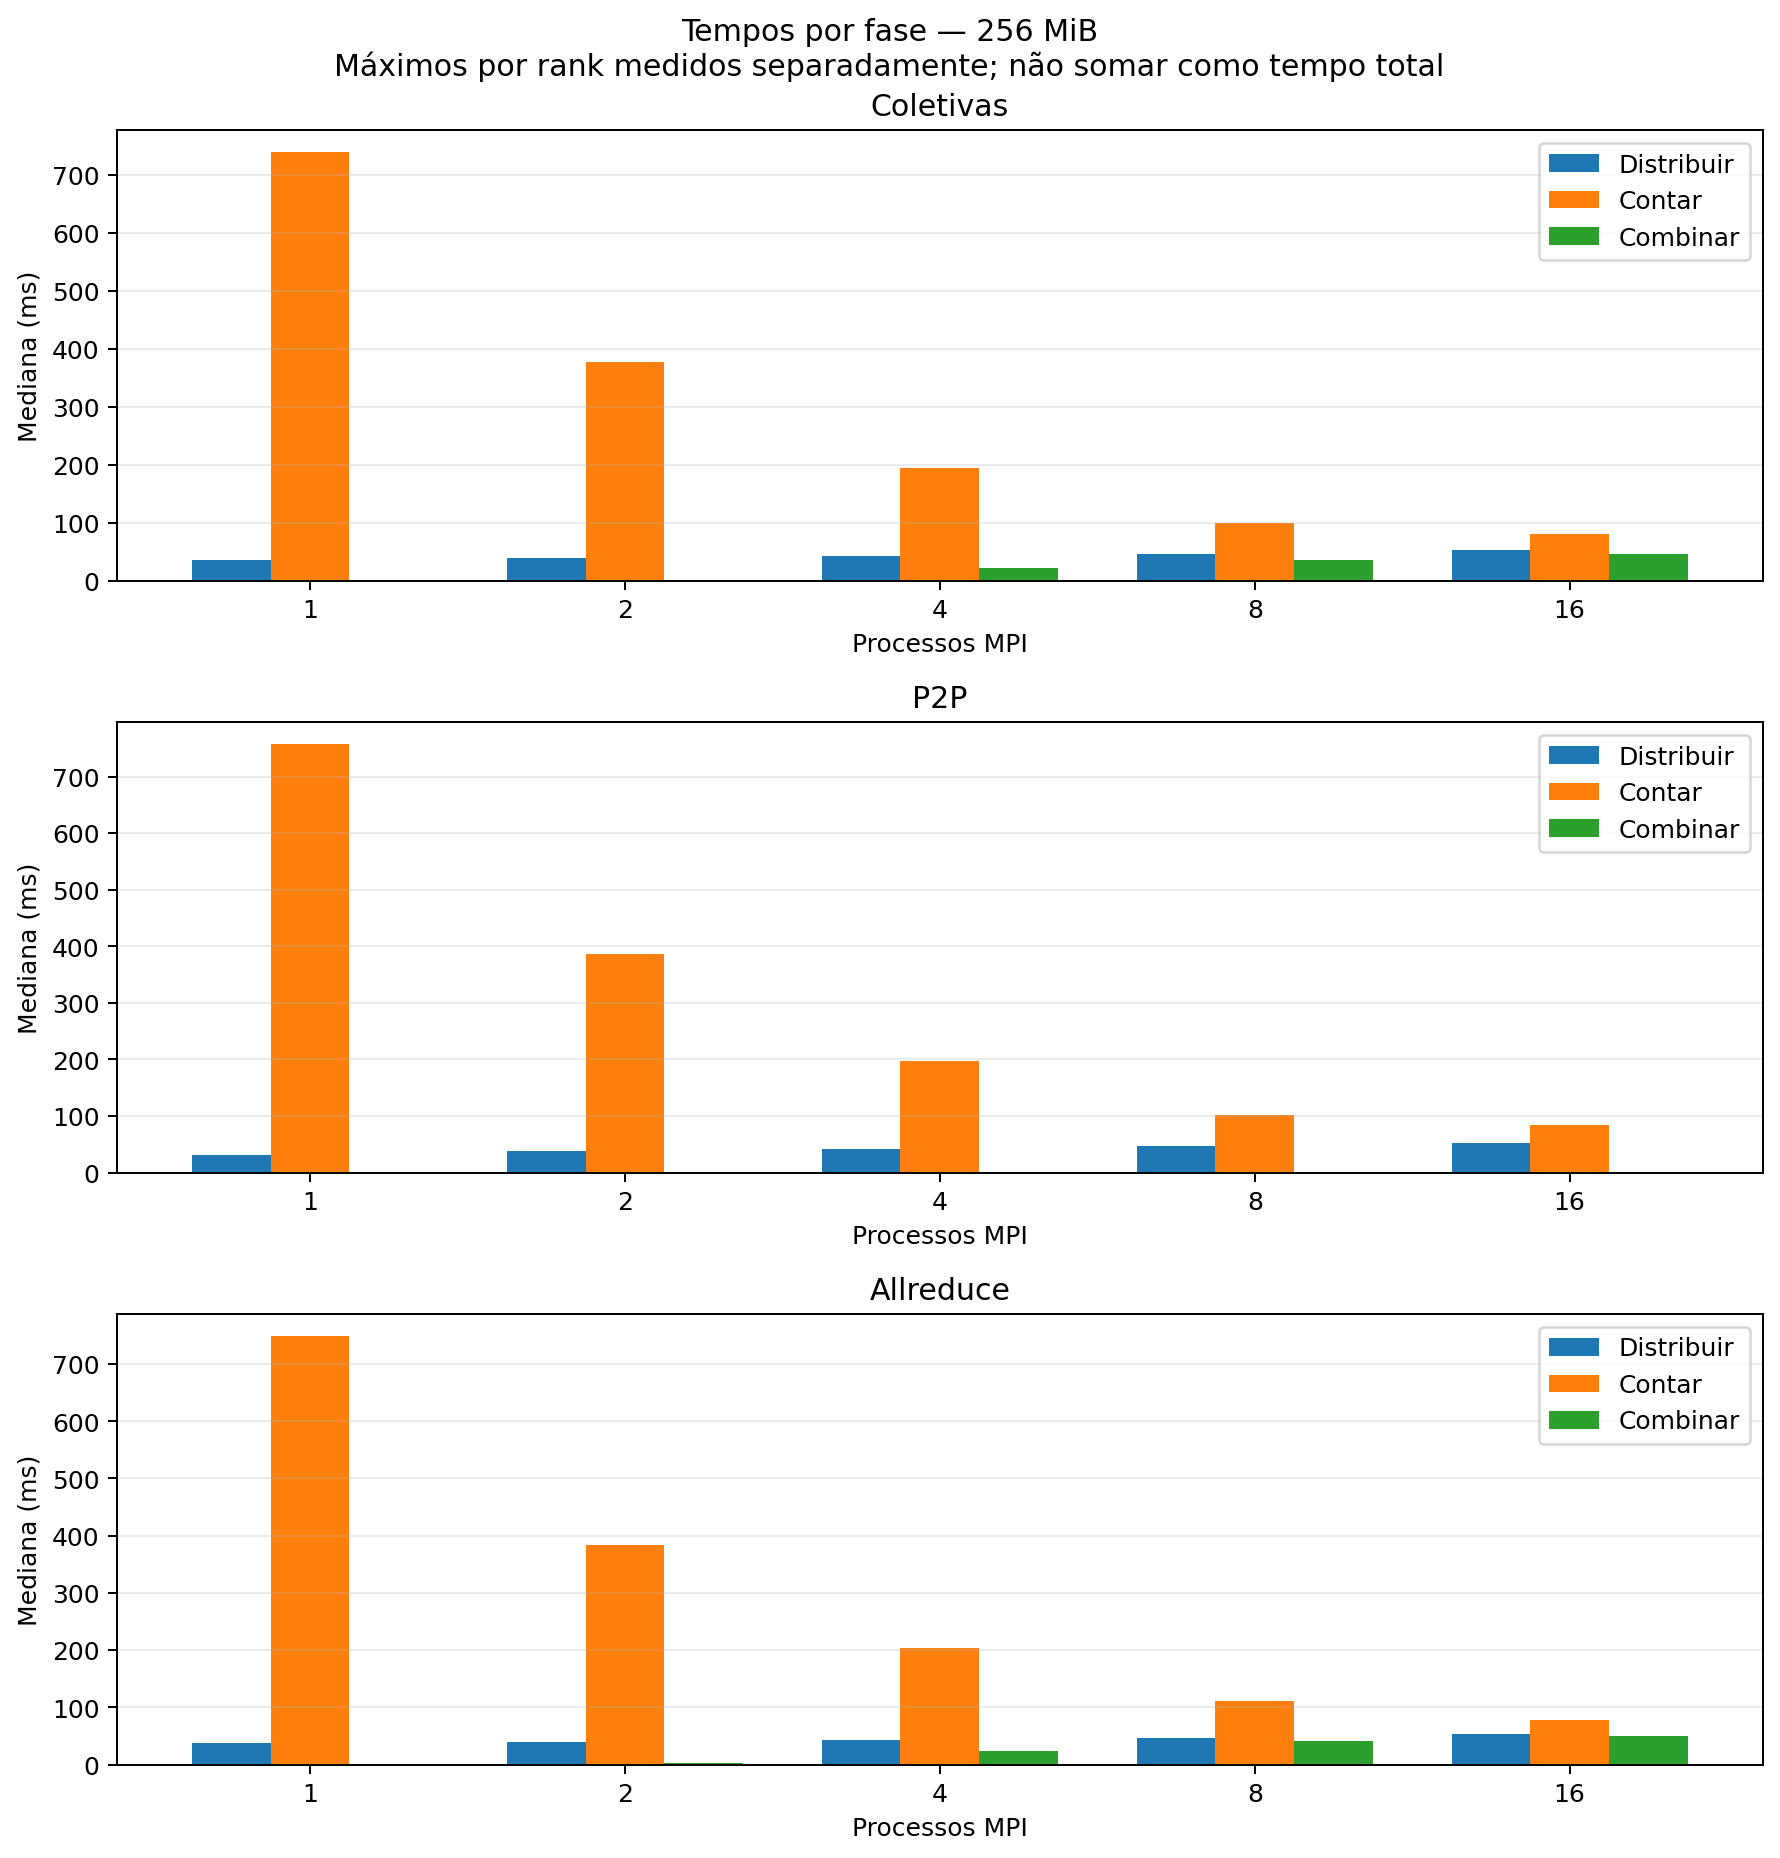 Tempos por fase — 256 MiB
Máximos por rank medidos separadamente; não somar como tempo total
Coletivas
Distribuir
Contar
Combinar
Mediana (ms)
700
600
500
400
300
200
100
0
1 2 4 8 16
Processos MPI
P2P
Distribuir
Contar
Combinar
Mediana (ms)
700
600
500
400
300
200
100
0
1 2 4 8 16
Processos MPI
Allreduce
Distribuir
Contar
Combinar
Mediana (ms)
700
600
500
400
300
200
100
0
1 2 4 8 16
Processos MPI